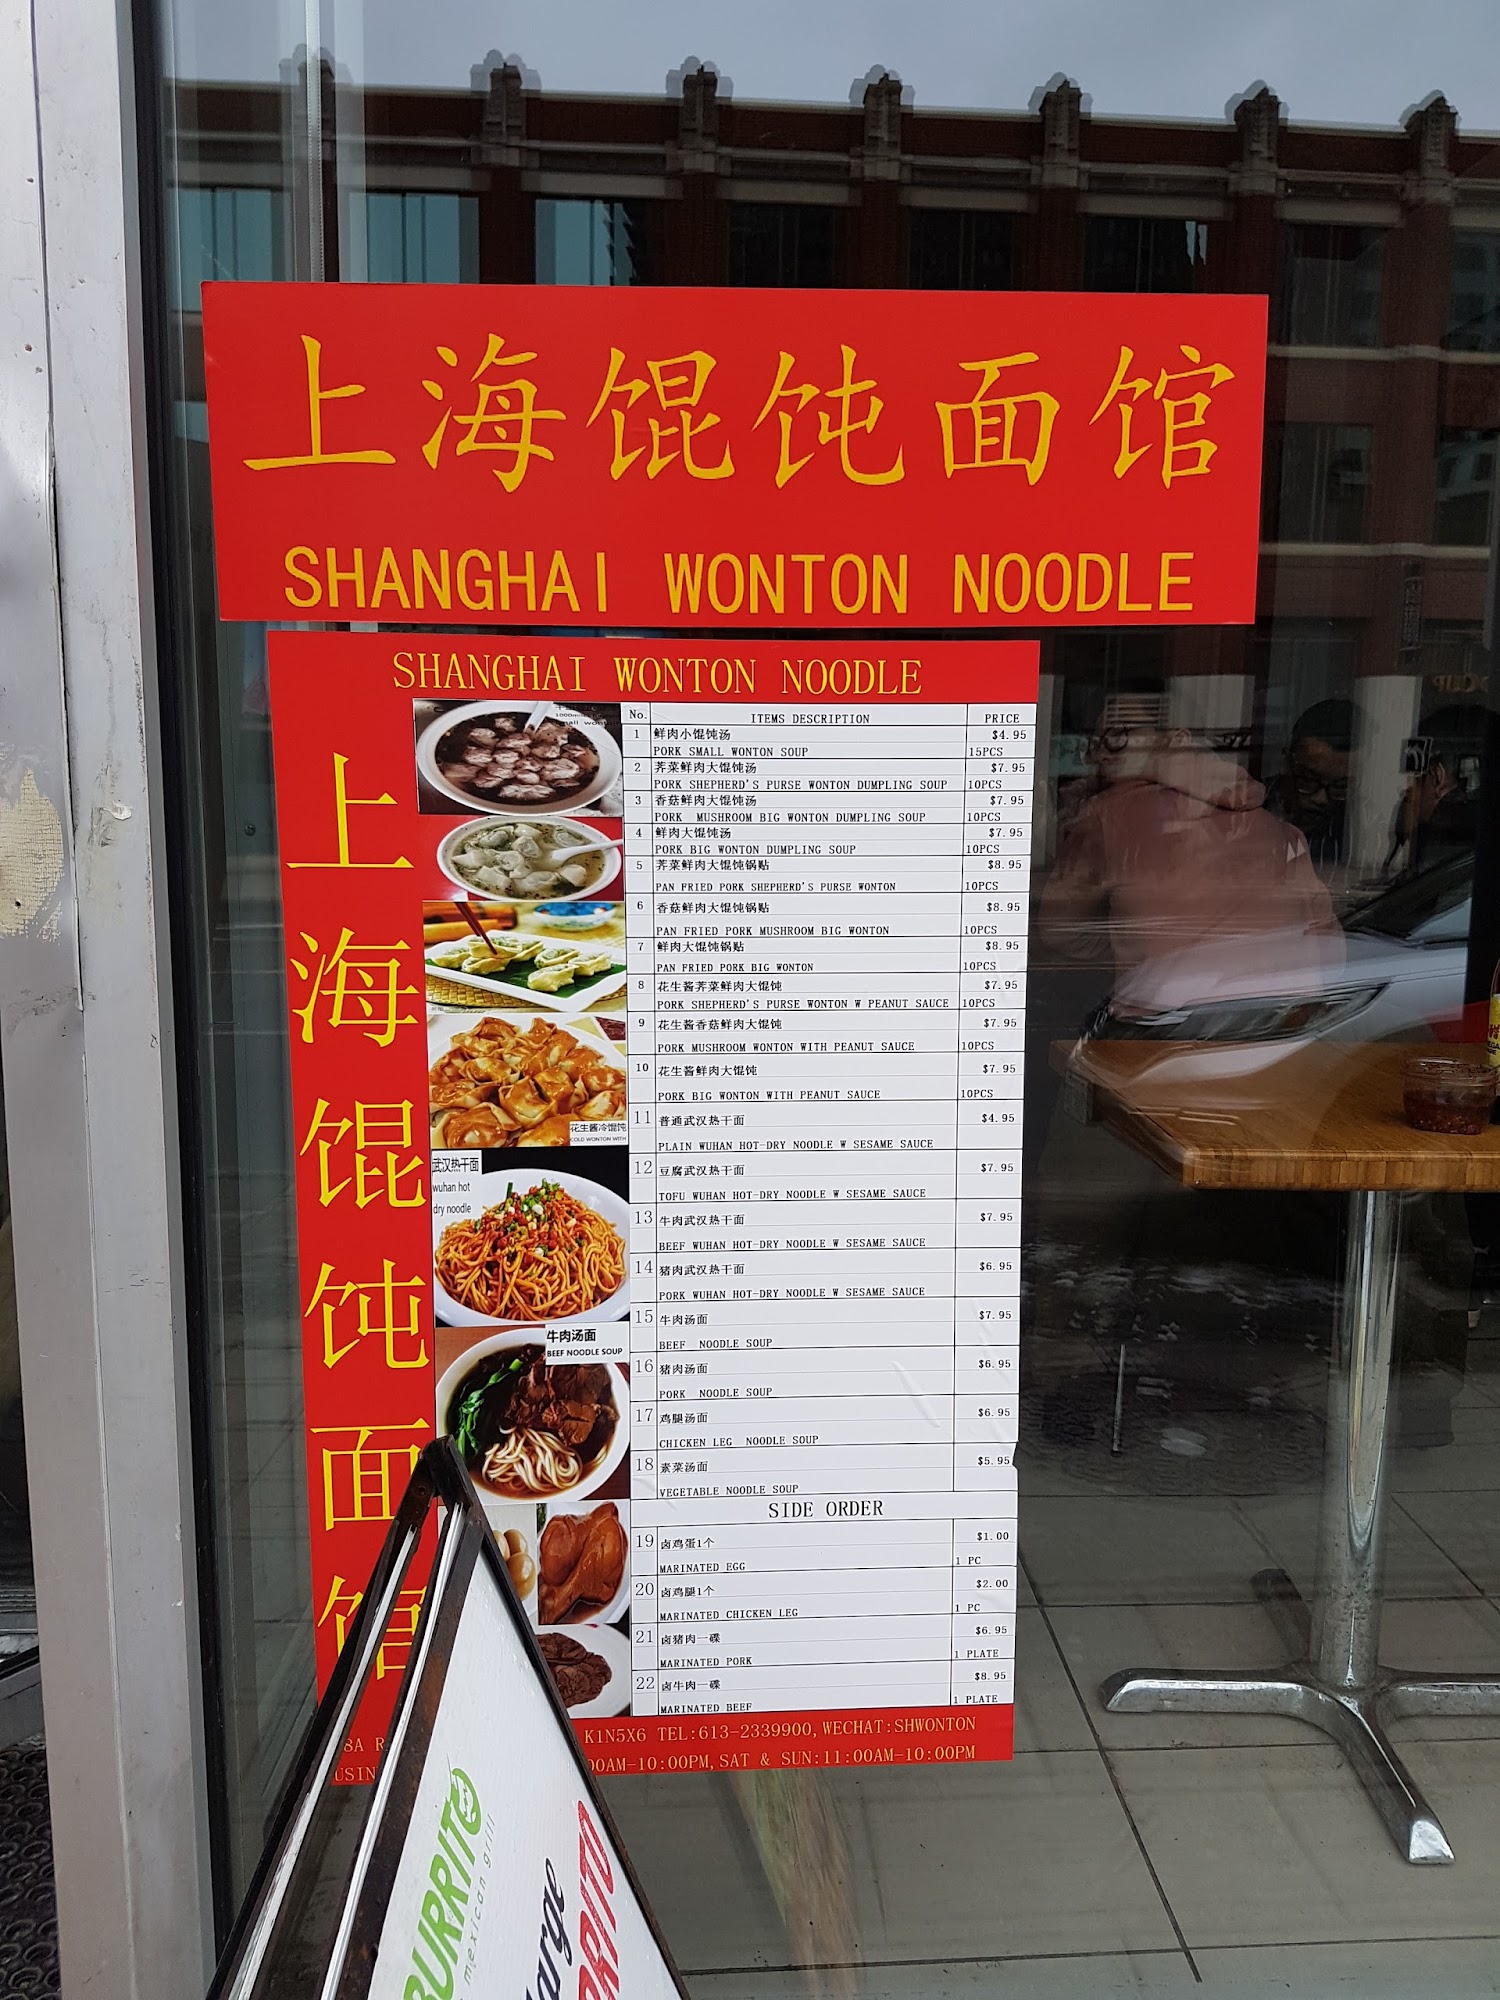 上海馄饨面馆
SHANGHAI WONTON NOODLE
SHANGHAI WONTON NOODLE
上海馄饨面馆
No. ITEMS DESCRIPTION PRICE
1 鲜肉小馄饨汤 $4.95
PORK SMALL WONTON SOUP 15PCS
2 荠菜鲜肉大馄饨汤 $7.95
PORK SHEPHERD'S PURSE WONTON DUMPLING SOUP 10PCS
3 香菇鲜肉大馄饨汤 $7.95
PORK MUSHROOM BIG WONTON DUMPLING SOUP 10PCS
4 鲜肉大馄饨汤 $7.95
PORK BIG WONTON DUMPLING SOUP 10PCS
5 荠菜鲜肉大馄饨锅贴 $8.95
PAN FRIED PORK SHEPHERD'S PURSE WONTON 10PCS
6 香菇鲜肉大馄饨锅贴 $8.95
PAN FRIED PORK MUSHROOM BIG WONTON 10PCS
7 鲜肉大馄饨锅贴 $8.95
PAN FRIED PORK BIG WONTON 10PCS
8 花生酱荠菜鲜肉大馄饨 $7.95
PORK SHEPHERD'S PURSE WONTON W PEANUT SAUCE 10PCS
9 花生酱香菇鲜肉大馄饨 $7.95
PORK MUSHROOM WONTON WITH PEANUT SAUCE 10PCS
10 花生酱鲜肉大馄饨 $7.95
PORK BIG WONTON WITH PEANUT SAUCE 10PCS
11 普通武汉热干面 $4.95
PLAIN WUHAN HOT-DRY NOODLE W SESAME SAUCE
12 豆腐武汉热干面 $7.95
TOFU WUHAN HOT-DRY NOODLE W SESAME SAUCE
13 牛肉武汉热干面 $7.95
BEEF WUHAN HOT-DRY NOODLE W SESAME SAUCE
14 猪肉武汉热干面 $6.95
PORK WUHAN HOT-DRY NOODLE W SESAME SAUCE
15 牛肉汤面 $7.95
BEEF NOODLE SOUP
16 猪肉汤面 $6.95
PORK NOODLE SOUP
17 鸡腿汤面 $6.95
CHICKEN LEG NOODLE SOUP
18 素菜汤面 $5.95
VEGETABLE NOODLE SOUP
SIDE ORDER
19 卤鸡蛋1个 $1.00
MARINATED EGG 1 PC
20 卤鸡腿1个 $2.00
MARINATED CHICKEN LEG 1 PC
21 卤猪肉一碟 $6.95
MARINATED PORK 1 PLATE
22 卤牛肉一碟 $8.95
MARINATED BEEF 1 PLATE
花生酱冷馄饨
COLD WONTON WITH
武汉热干面
wuhan hot
dry noodle
牛肉汤面
BEEF NOODLE SOUP
8A R K1N5X6 TEL:613-2339900,WECHAT:SHWONTON
USIN 00AM-10:00PM,SAT & SUN:11:00AM-10:00PM
BURRITO
mexican grill